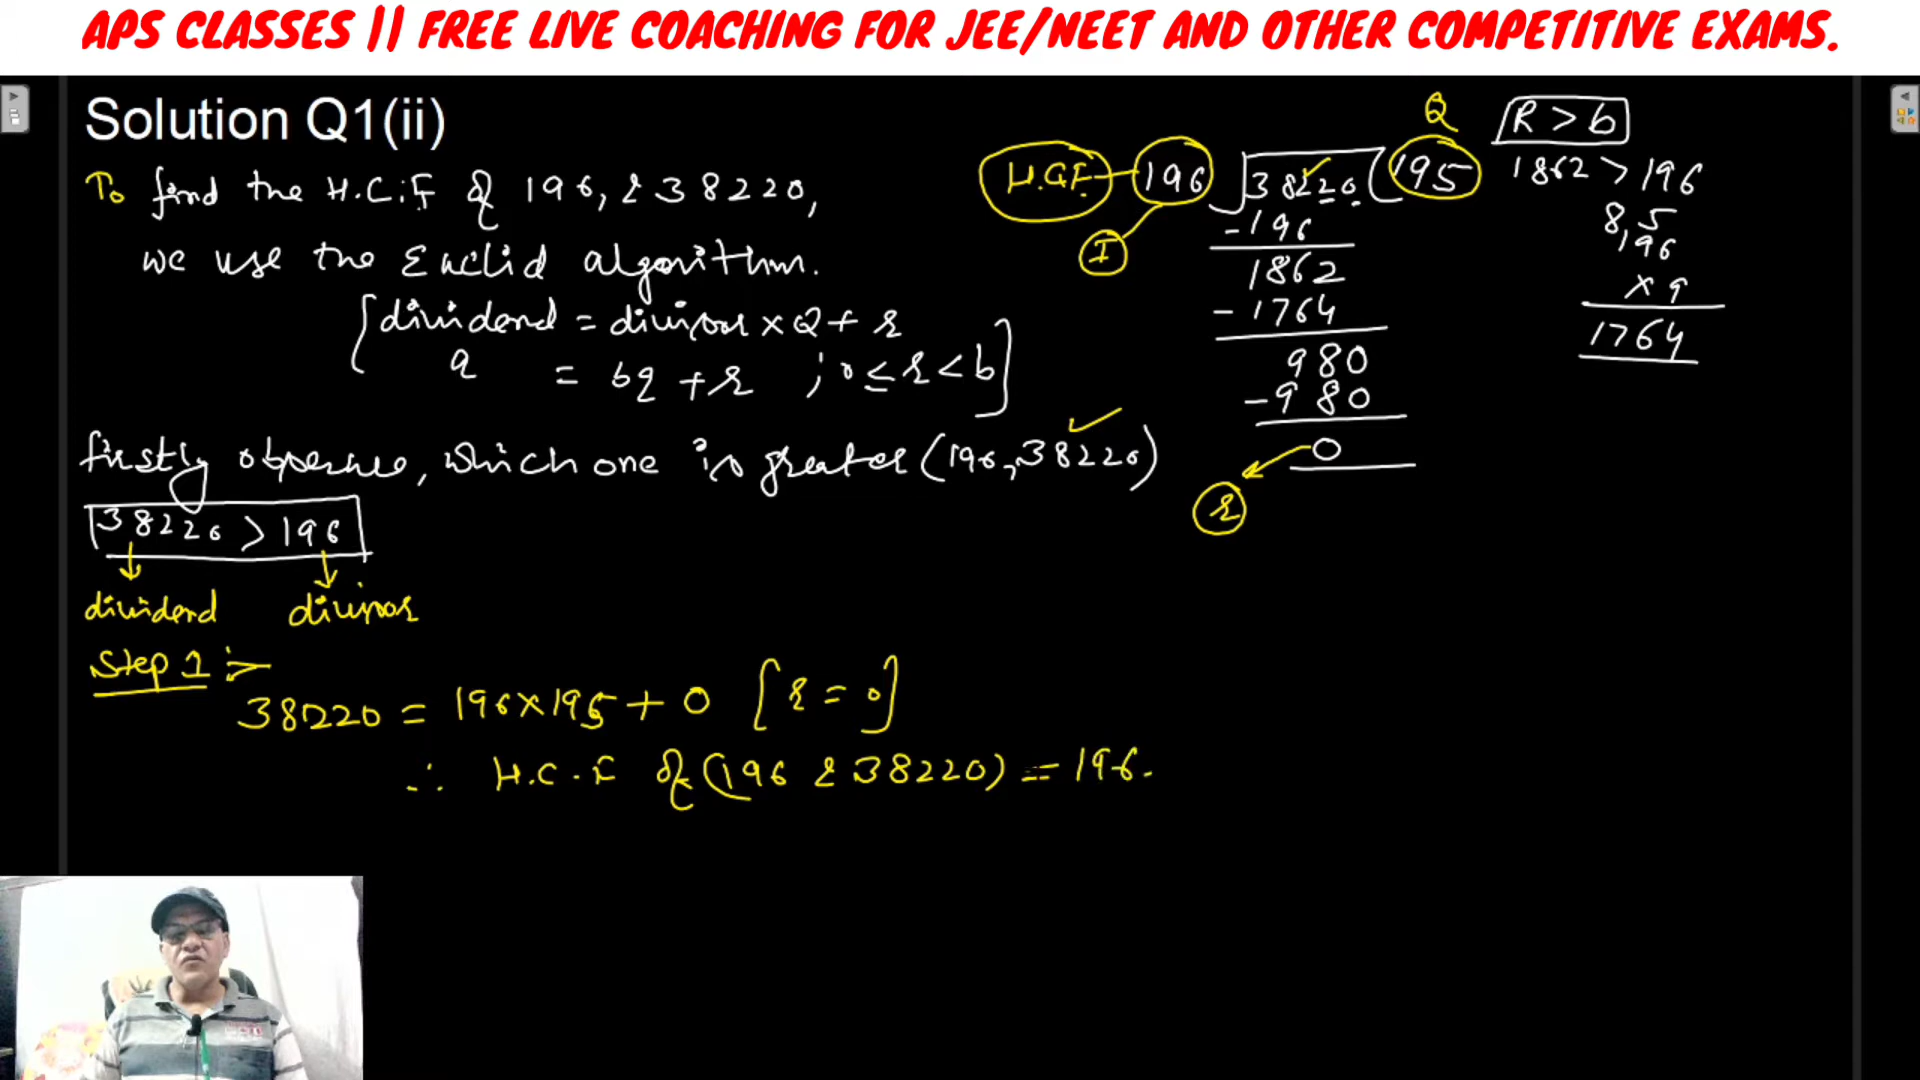 APS CLASSES || FREE LIVE COACHING FOR JEE/NEET AND OTHER COMPETITIVE EXAMS.
Solution Q1(ii)
To find the H.C.F of 196, & 38220,
we use the Euclid algorithm.
[dividend = divisor × Q + r
a = bq + r ; 0 ≤ r < b]
firstly observe, which one is greater (196, 38220)
38220 > 196
dividend divisor
Step 1 :-
38220 = 196 × 195 + 0 [r = 0]
∴ H.C.F of (196 & 38220) = 196.
Q
H.C.F. 196 38220 195
I
-196
1862
-1764
980
-980
0
r
R > b
1862 > 196
8,5
196
×9
1764